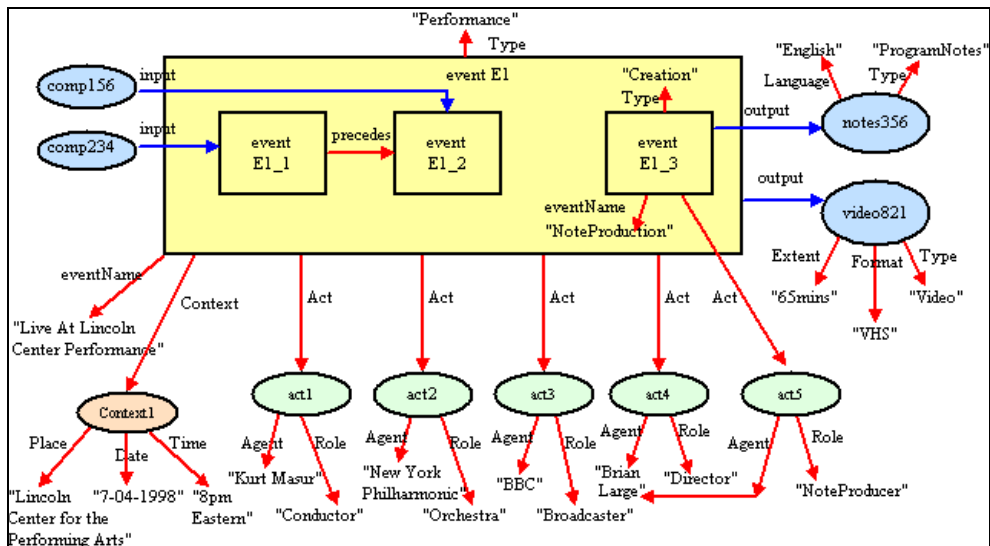 "Performance"
Type
"English"
"ProgramNotes"
Language
Type
comp156
input
event E1
"Creation"
Type
output
notes356
comp234
input
event
E1_1
precedes
event
E1_2
event
E1_3
output
video821
eventName
"NoteProduction"
Extent
Format
Type
"65mins"
"VHS"
"Video"
eventName
Context
Act
Act
Act
Act
Act
"Live At Lincoln
Center Performance"
Context1
act1
act2
act3
act4
act5
Place
Date
Time
Agent
Role
Agent
Role
Agent
Role
Agent
Role
Agent
Role
"Lincoln
Center for the
Performing Arts"
"7-04-1998"
"8pm
Eastern"
"Kurt Masur"
"Conductor"
"New York
Philharmonic"
"Orchestra"
"BBC"
"Broadcaster"
"Brian
Large"
"Director"
"NoteProducer"